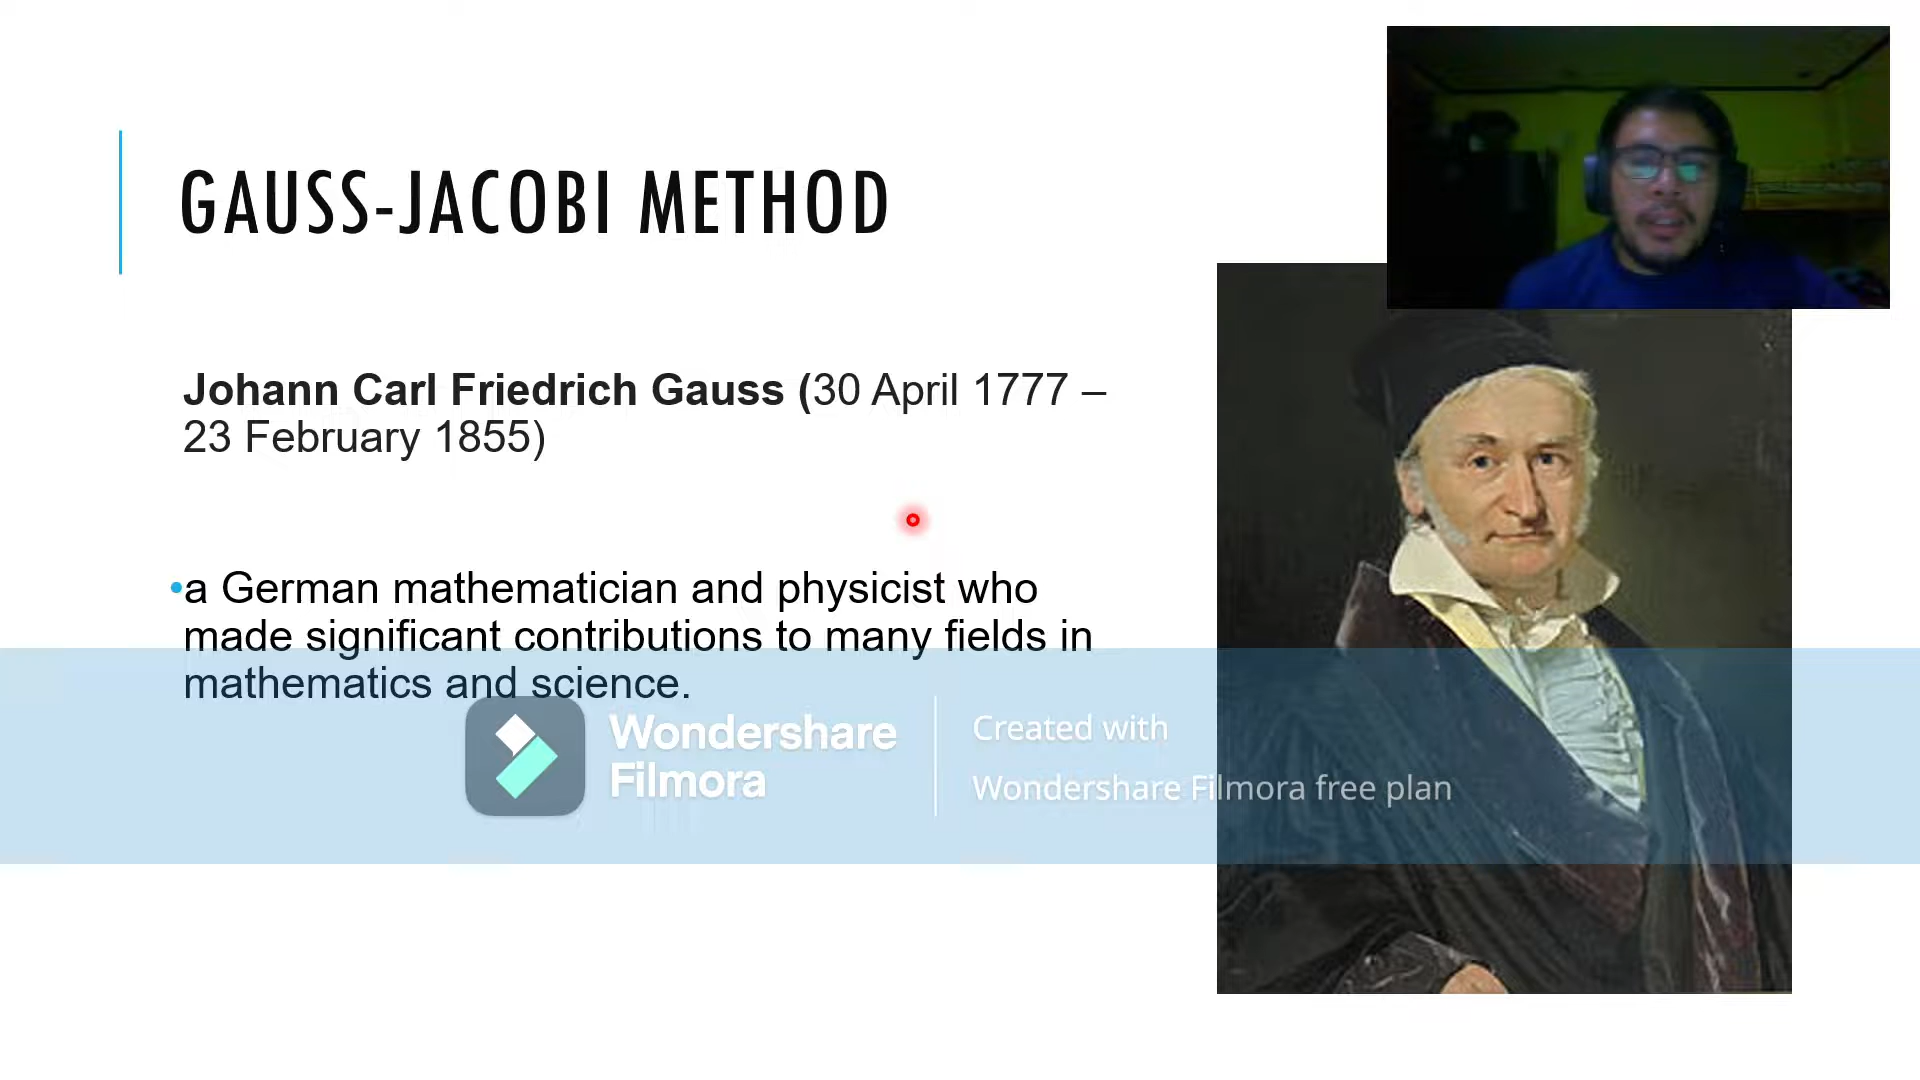 GAUSS-JACOBI METHOD
Johann Carl Friedrich Gauss (30 April 1777 –
23 February 1855)
•a German mathematician and physicist who
made significant contributions to many fields in
mathematics and science.
Wondershare
Filmora
Created with
Wondershare Filmora free plan